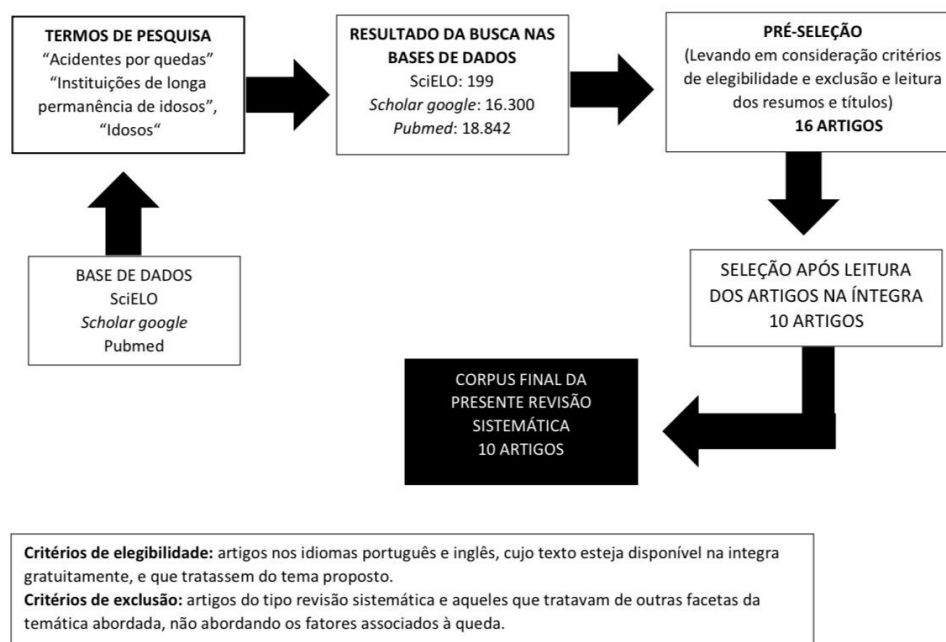 TERMOS DE PESQUISA
“Acidentes por quedas”
“Instituições de longa
permanência de idosos”,
“Idosos“
RESULTADO DA BUSCA NAS
BASES DE DADOS
SciELO: 199
Scholar google: 16.300
Pubmed: 18.842
PRÉ-SELEÇÃO
(Levando em consideração critérios
de elegibilidade e exclusão e leitura
dos resumos e títulos)
16 ARTIGOS
BASE DE DADOS
SciELO
Scholar google
Pubmed
SELEÇÃO APÓS LEITURA
DOS ARTIGOS NA ÍNTEGRA
10 ARTIGOS
CORPUS FINAL DA
PRESENTE REVISÃO
SISTEMÁTICA
10 ARTIGOS
Critérios de elegibilidade: artigos nos idiomas português e inglês, cujo texto esteja disponível na integra
gratuitamente, e que tratassem do tema proposto.
Critérios de exclusão: artigos do tipo revisão sistemática e aqueles que tratavam de outras facetas da
temática abordada, não abordando os fatores associados à queda.